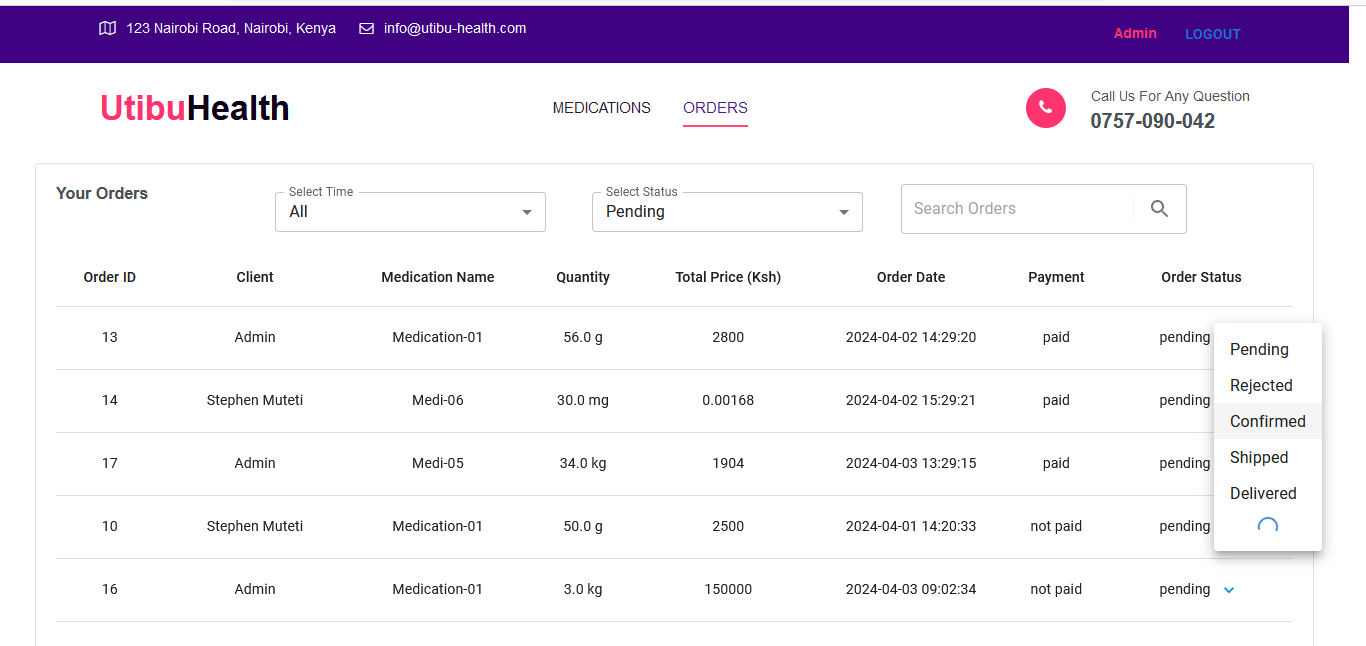 123 Nairobi Road, Nairobi, Kenya info@utibu-health.com Admin LOGOUT
UtibuHealth MEDICATIONS ORDERS Call Us For Any Question
0757-090-042
Your Orders Select Time Select Status
All Pending Search Orders
Order ID Client Medication Name Quantity Total Price (Ksh) Order Date Payment Order Status
13 Admin Medication-01 56.0 g 2800 2024-04-02 14:29:20 paid pending
14 Stephen Muteti Medi-06 30.0 mg 0.00168 2024-04-02 15:29:21 paid pending
17 Admin Medi-05 34.0 kg 1904 2024-04-03 13:29:15 paid pending
10 Stephen Muteti Medication-01 50.0 g 2500 2024-04-01 14:20:33 not paid pending
16 Admin Medication-01 3.0 kg 150000 2024-04-03 09:02:34 not paid pending
Pending
Rejected
Confirmed
Shipped
Delivered